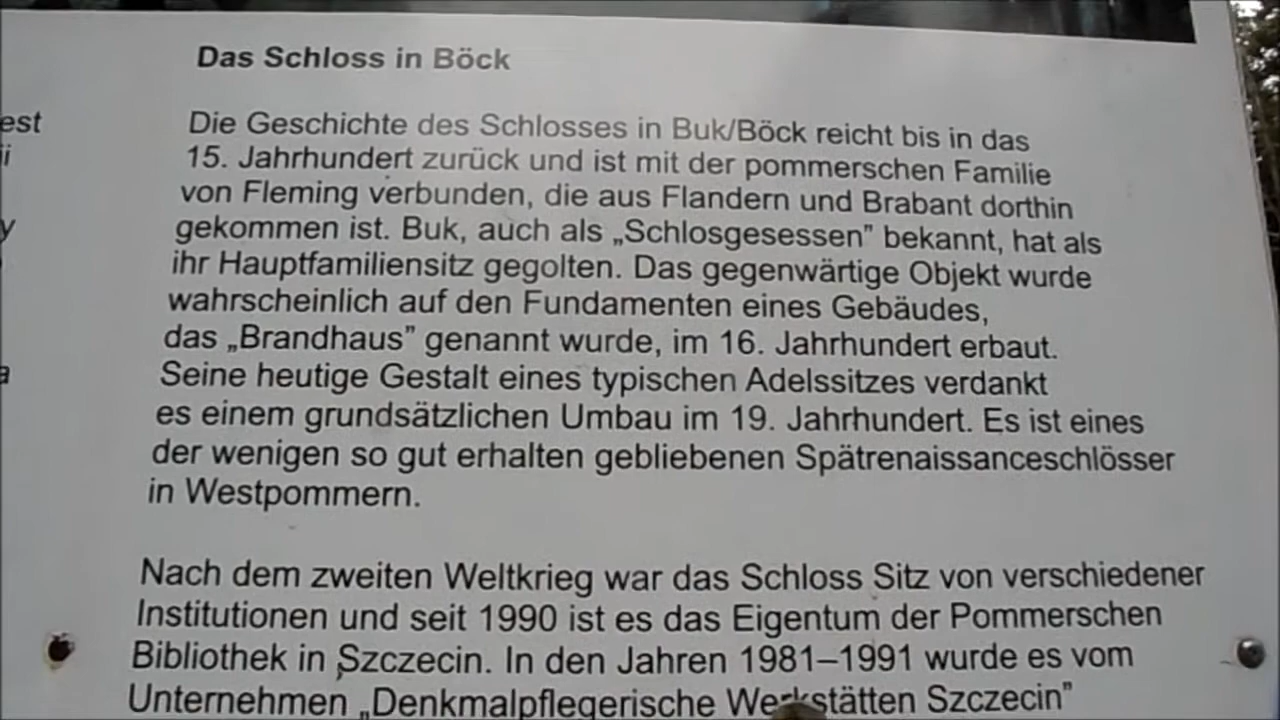 Das Schloss in Böck
Die Geschichte des Schlosses in Buk/Böck reicht bis in das
15. Jahrhundert zurück und ist mit der pommerschen Familie
von Fleming verbunden, die aus Flandern und Brabant dorthin
gekommen ist. Buk, auch als „Schlosgesessen” bekannt, hat als
ihr Hauptfamiliensitz gegolten. Das gegenwärtige Objekt wurde
wahrscheinlich auf den Fundamenten eines Gebäudes,
das „Brandhaus” genannt wurde, im 16. Jahrhundert erbaut.
Seine heutige Gestalt eines typischen Adelssitzes verdankt
es einem grundsätzlichen Umbau im 19. Jahrhundert. Es ist eines
der wenigen so gut erhalten gebliebenen Spätrenaissanceschlösser
in Westpommern.
Nach dem zweiten Weltkrieg war das Schloss Sitz von verschiedener
Institutionen und seit 1990 ist es das Eigentum der Pommerschen
Bibliothek in Szczecin. In den Jahren 1981–1991 wurde es vom
Unternehmen „Denkmalpflegerische Werkstätten Szczecin”